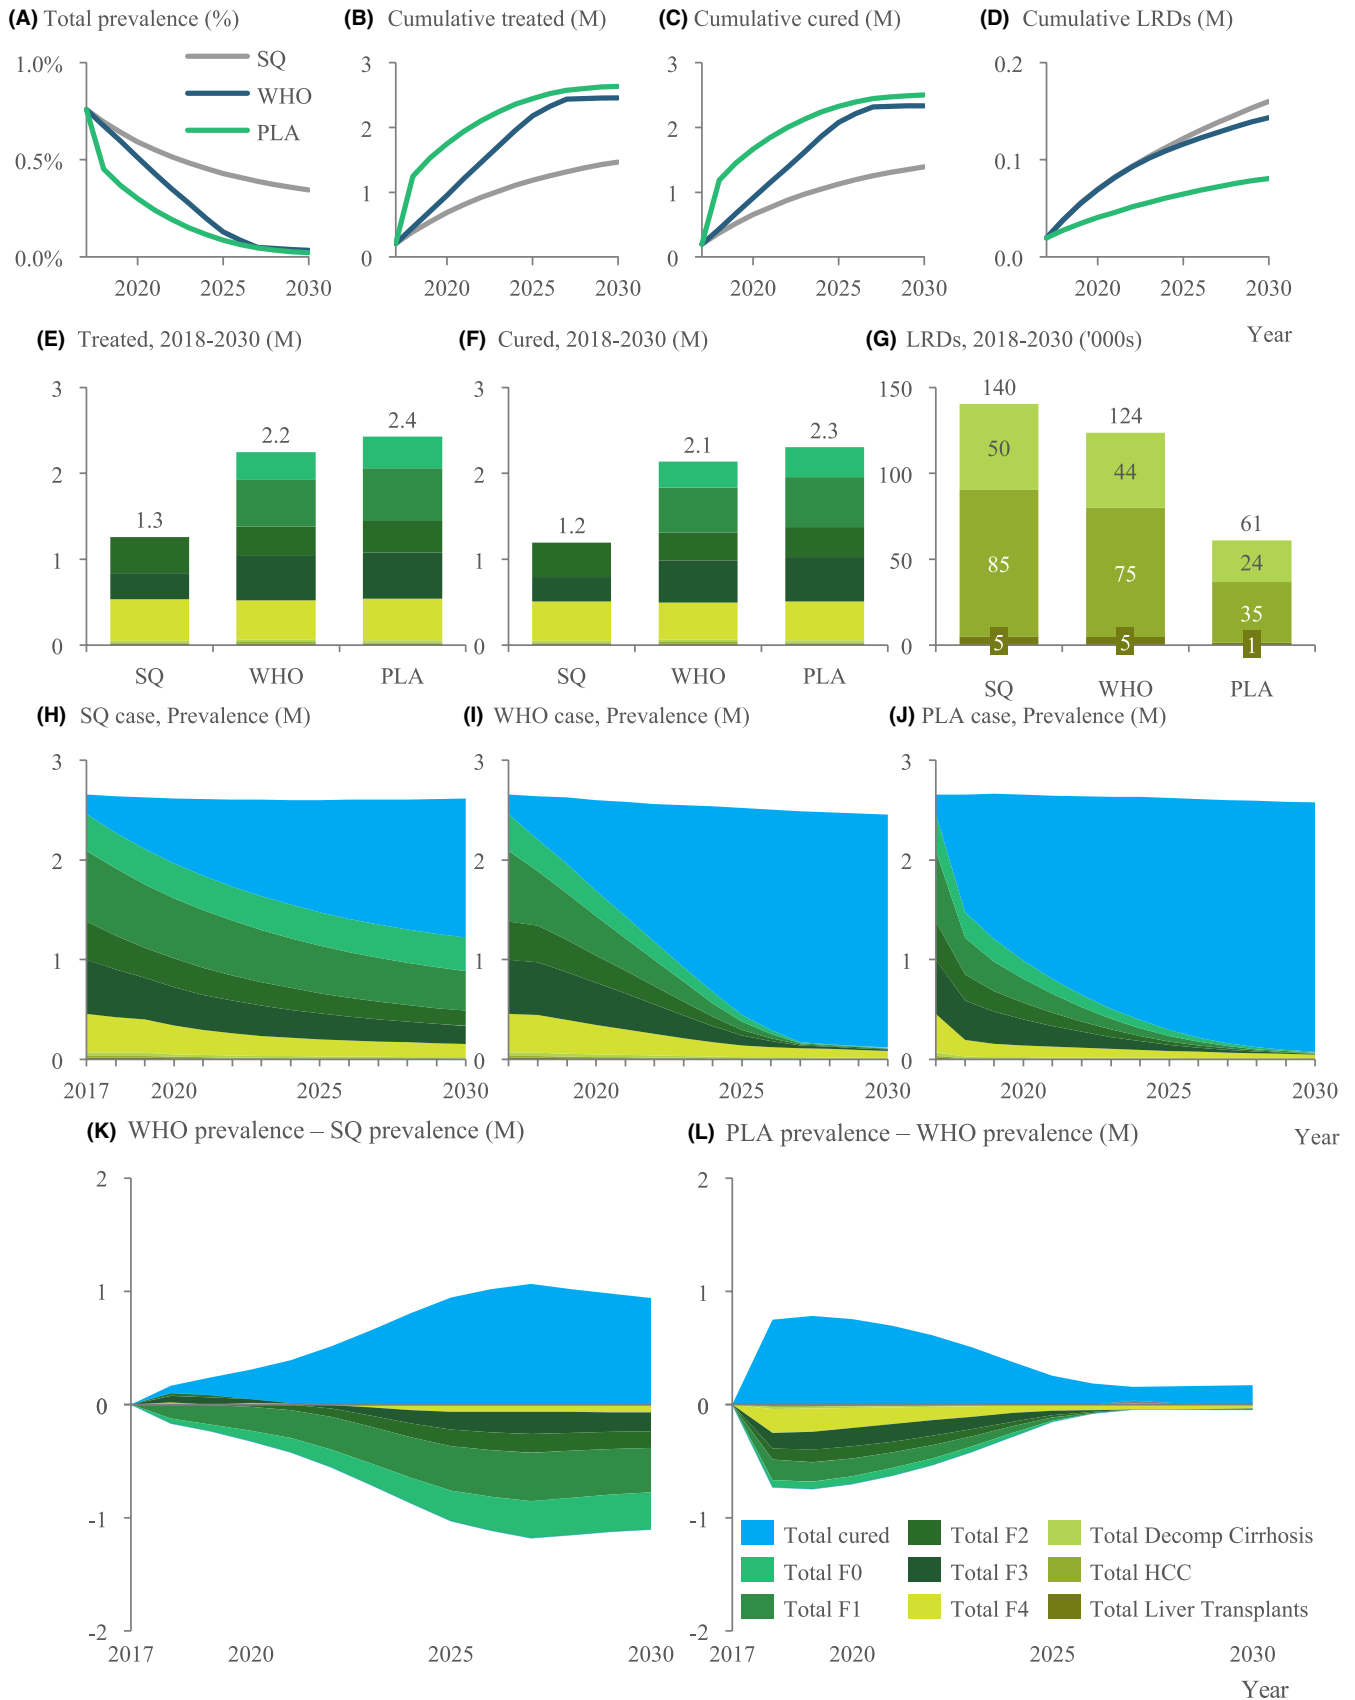 (A) Total prevalence (%)
(B) Cumulative treated (M)
(C) Cumulative cured (M)
(D) Cumulative LRDs (M)
1.0%
0.5%
0.0%
SQ
WHO
PLA
2020 2025 2030
3
2
1
0
2020 2025 2030
3
2
1
0
2020 2025 2030
0.2
0.1
0.0
2020 2025 2030
Year
(E) Treated, 2018-2030 (M)
3
2
1
0
1.3
2.2
2.4
SQ WHO PLA
(F) Cured, 2018-2030 (M)
3
2
1
0
1.2
2.1
2.3
SQ WHO PLA
(G) LRDs, 2018-2030 ('000s)
150
100
50
0
140
50
85
5
124
44
75
5
61
24
35
1
SQ WHO PLA
(H) SQ case, Prevalence (M)
3
2
1
0
2017 2020 2025 2030
(I) WHO case, Prevalence (M)
3
2
1
0
2020 2025 2030
(J) PLA case, Prevalence (M)
3
2
1
0
2020 2025 2030
Year
(K) WHO prevalence – SQ prevalence (M)
2
1
0
-1
-2
2017 2020 2025 2030
(L) PLA prevalence – WHO prevalence (M)
2
1
0
-1
-2
Total cured
Total F0
Total F1
Total F2
Total F3
Total F4
Total Decomp Cirrhosis
Total HCC
Total Liver Transplants
2017 2020 2025 2030
Year